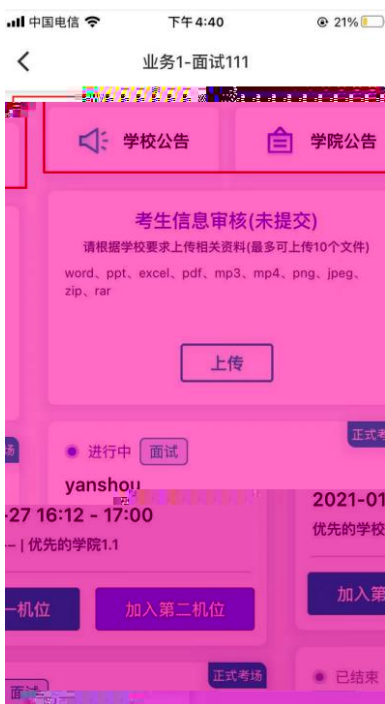 中国电信
下午4:40
21%
业务1-面试111
学校公告
学院公告
考生信息审核(未提交)
请根据学校要求上传相关资料(最多可上传10个文件)
word、ppt、excel、pdf、mp3、mp4、png、jpeg、
zip、rar
上传
正式考
场
进行中 面试
yanshou
2021-01
-27 16:12 - 17:00
优先的学校
-- | 优先的学院1.1
一机位
加入第二机位
加入第
正式考场
已结束
面试